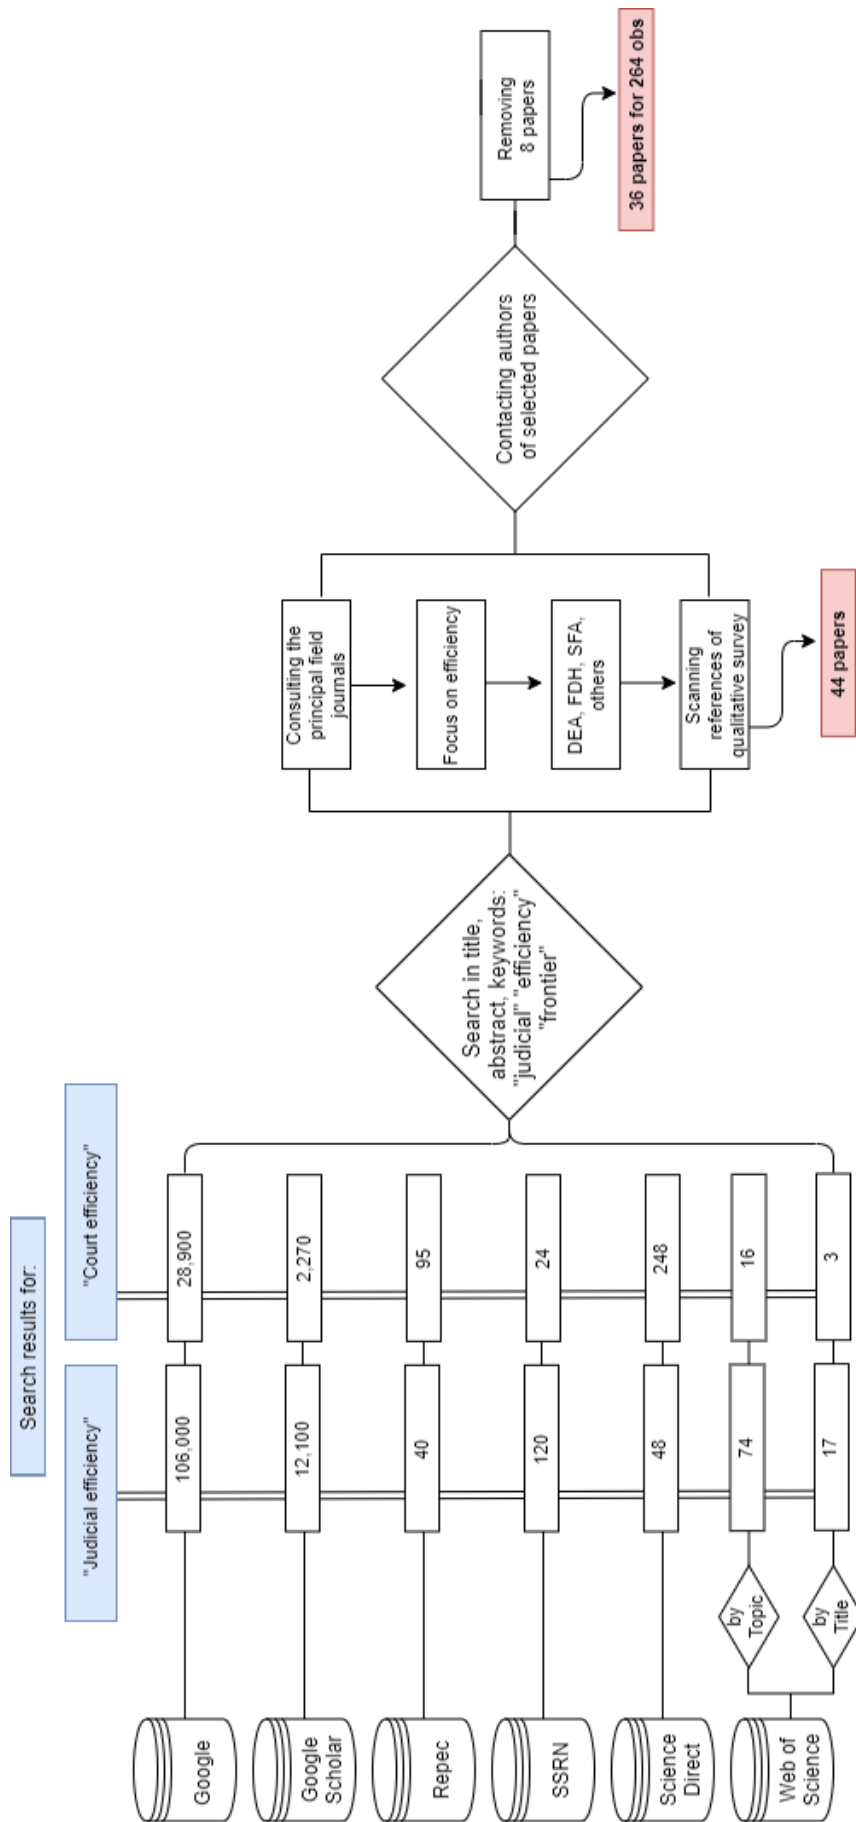 Search results for:
"Judicial efficiency"
"Court efficiency"
Google
106,000
28,900
Google
Scholar
12,100
2,270
Repec
40
95
SSRN
120
24
Science
Direct
48
248
Web of
Science
by
Topic
74
16
by
Title
17
3
Search in title,
abstract, keywords:
"judicial" "efficiency"
"frontier"
Consulting the
principal field
journals
Focus on efficiency
DEA, FDH, SFA,
others
Scanning
references of
qualitative survey
44 papers
Contacting authors
of selected papers
Removing
8 papers
36 papers for 264 obs